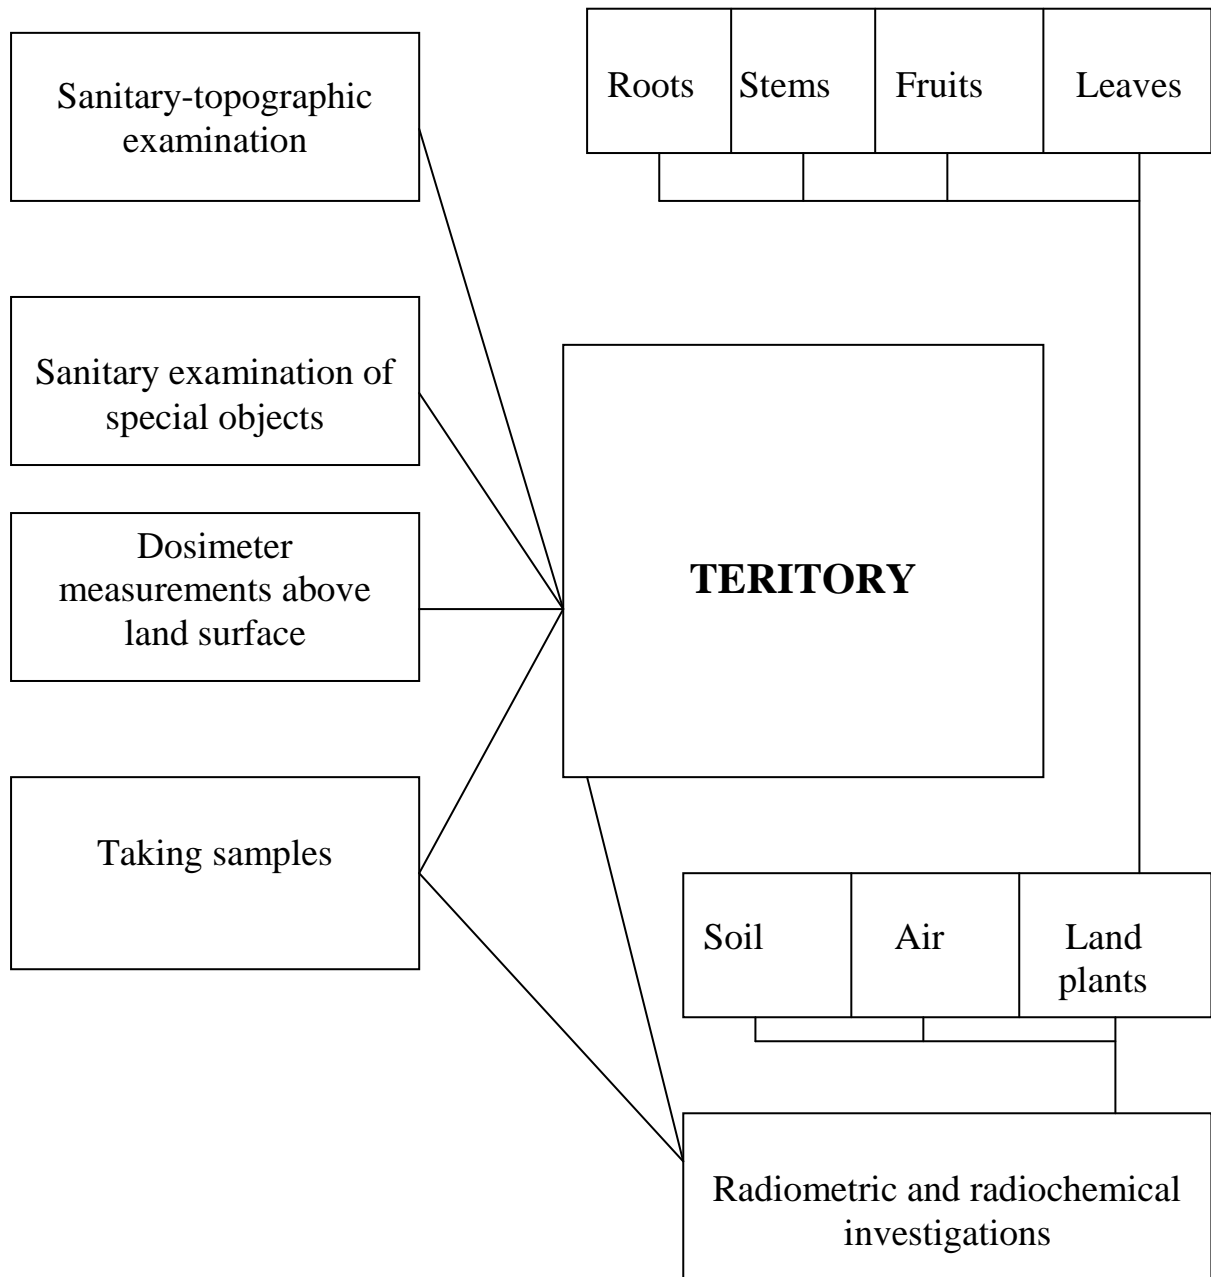 Sanitary-topographic
examination
Roots Stems Fruits Leaves
Sanitary examination of
special objects
Dosimeter
measurements above
land surface
TERITORY
Taking samples
Soil Air Land
plants
Radiometric and radiochemical
investigations